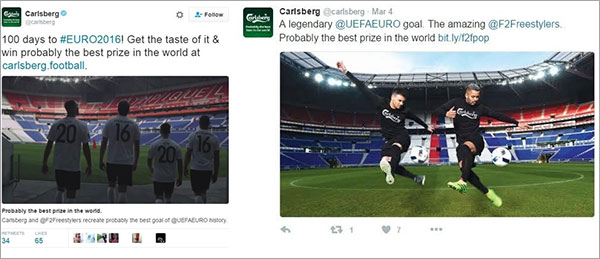 Carlsberg
@carlsberg
Follow
100 days to #EURO2016! Get the taste of it &
win probably the best prize in the world at
carlsberg.football.
20
16
20
16
Probably the best prize in the world.
Carlsberg and @F2Freestylers recreate probably the best goal of @UEFAEURO history.
RETWEETS
34
LIKES
65
Carlsberg @carlsberg · Mar 4
A legendary @UEFAEURO goal. The amazing @F2Freestylers.
Probably the best prize in the world bit.ly/f2fpop
Carlsberg
Carlsberg
1
7